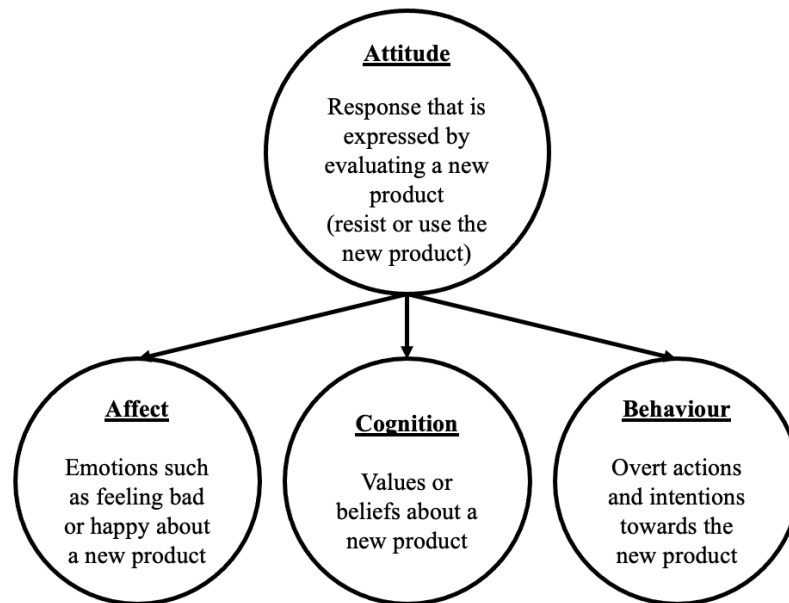 Attitude
Response that is
expressed by
evaluating a new
product
(resist or use the
new product)
Affect
Emotions such
as feeling bad
or happy about
a new product
Cognition
Values or
beliefs about a
new product
Behaviour
Overt actions
and intentions
towards the
new product